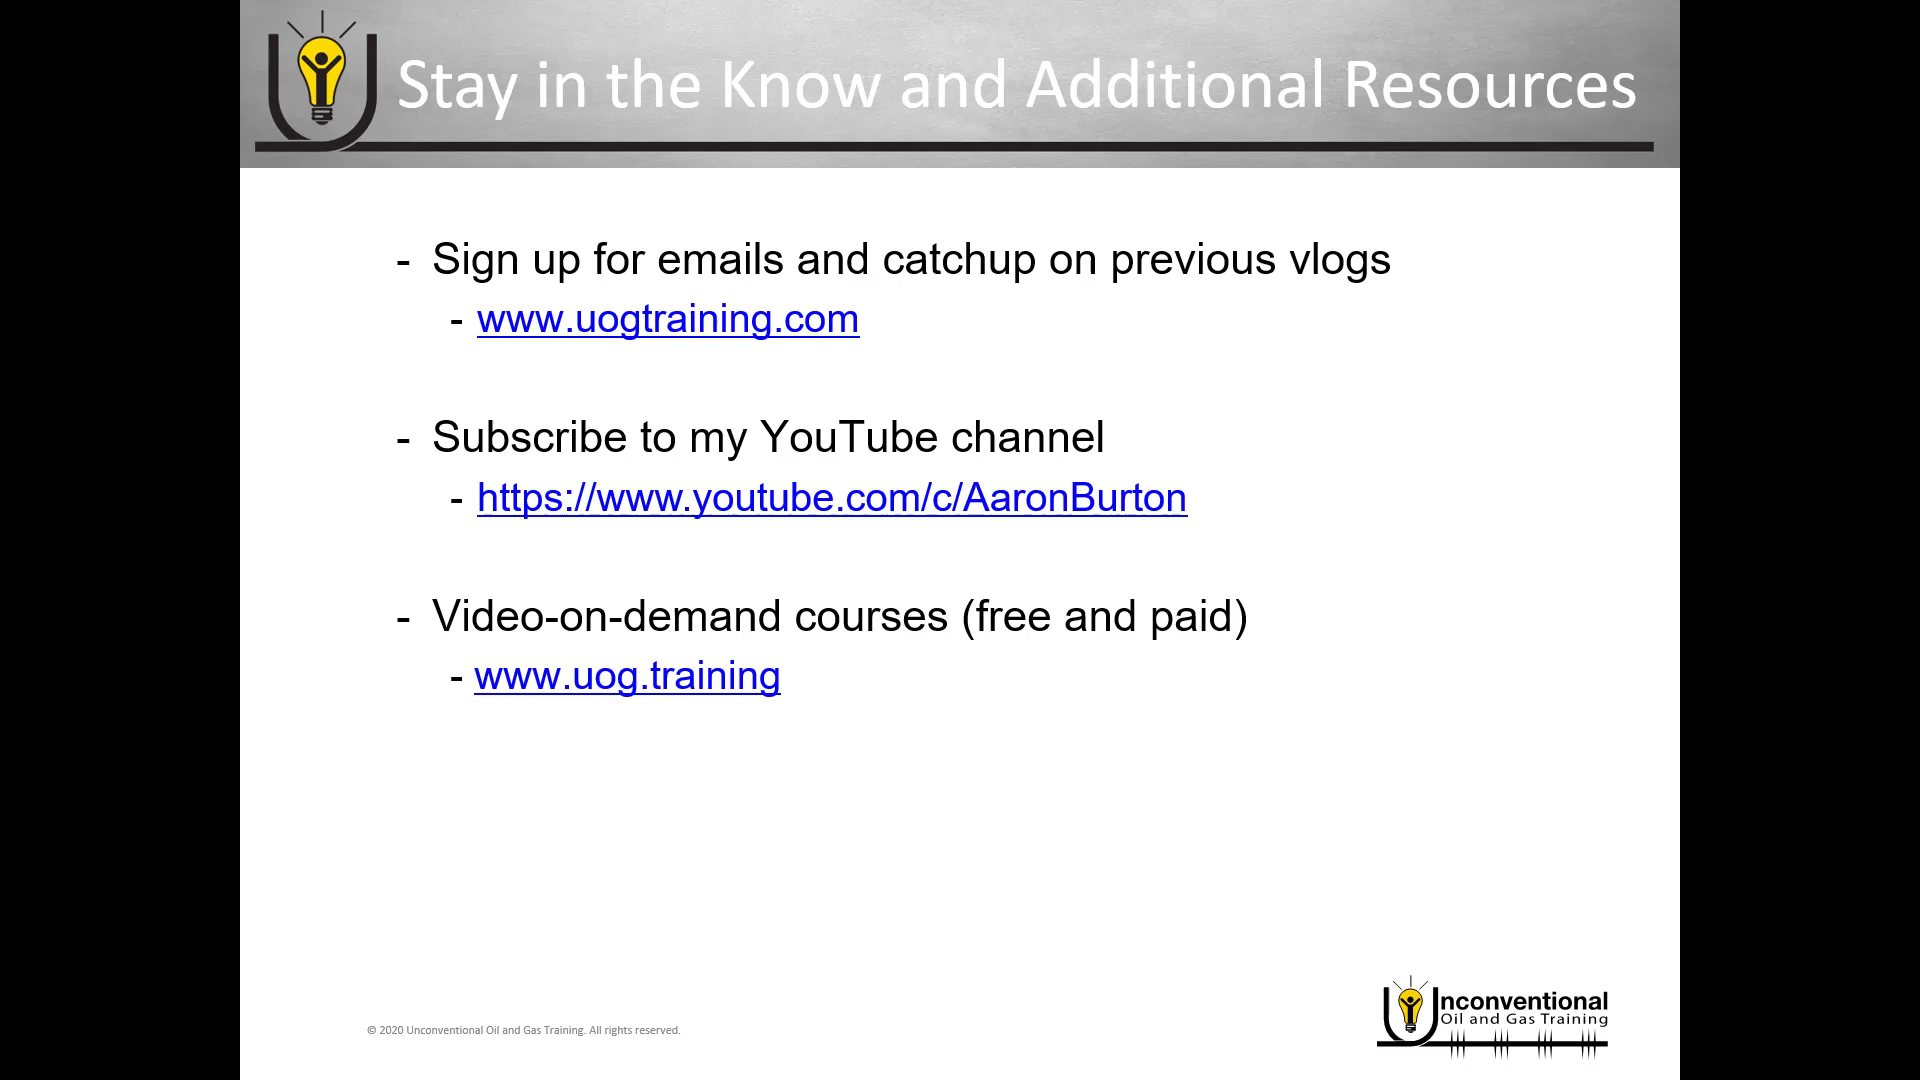 Stay in the Know and Additional Resources
- Sign up for emails and catchup on previous vlogs
- www.uogtraining.com
- Subscribe to my YouTube channel
- https://www.youtube.com/c/AaronBurton
- Video-on-demand courses (free and paid)
- www.uog.training
© 2020 Unconventional Oil and Gas Training. All rights reserved.
Unconventional
Oil and Gas Training